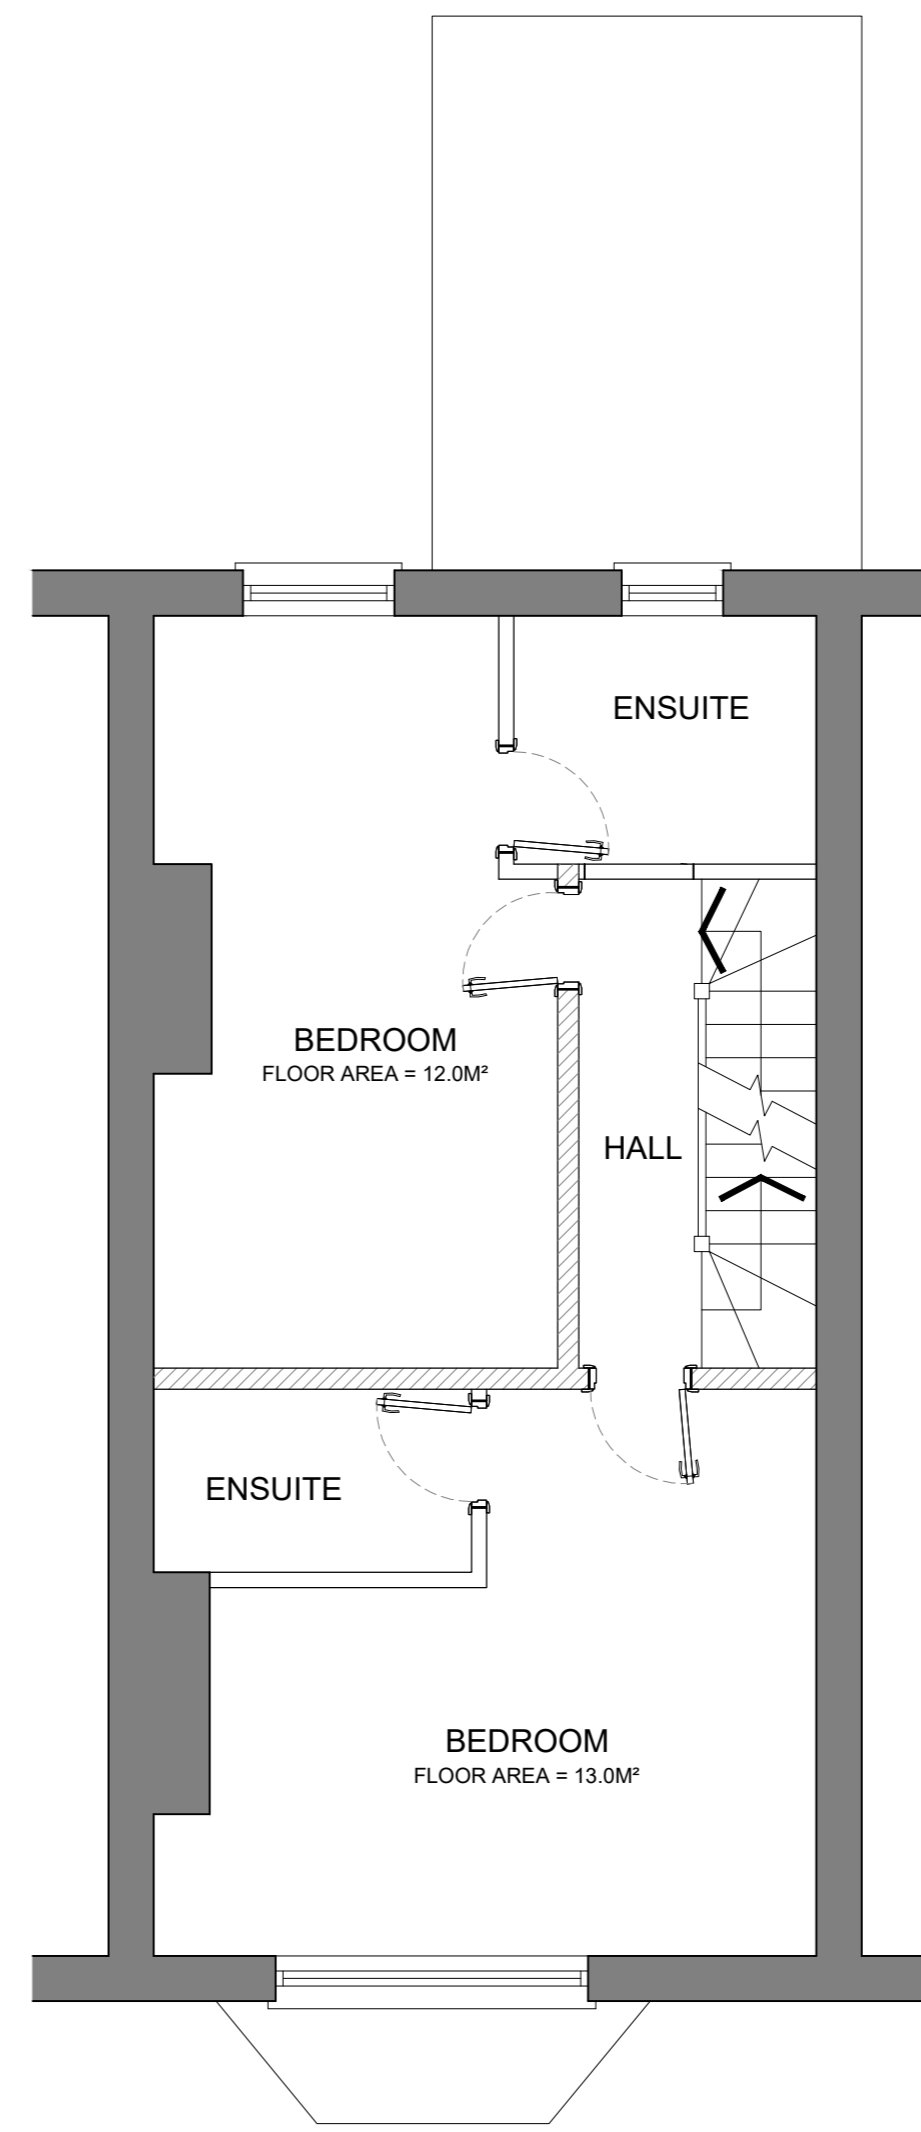 ENSUITE
BEDROOM
FLOOR AREA = 12.0M²
HALL
ENSUITE
BEDROOM
FLOOR AREA = 13.0M²